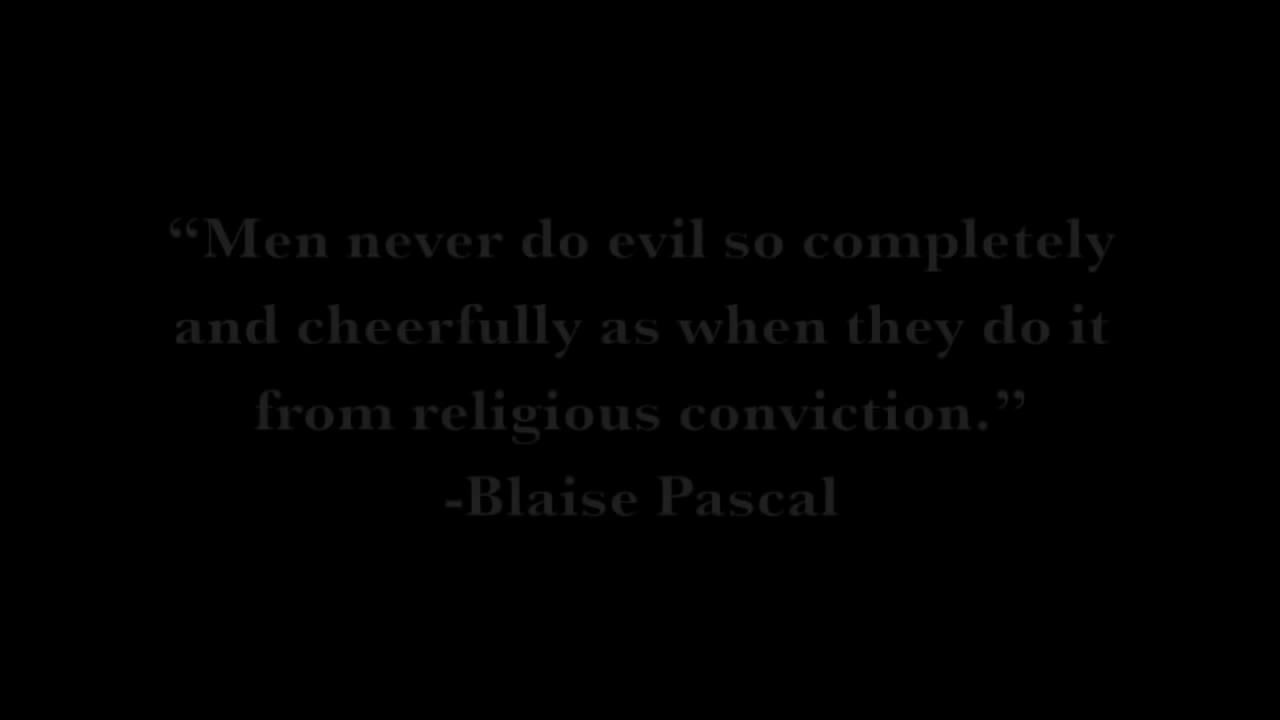 “Men never do evil so completely
and cheerfully as when they do it
from religious conviction.”
-Blaise Pascal